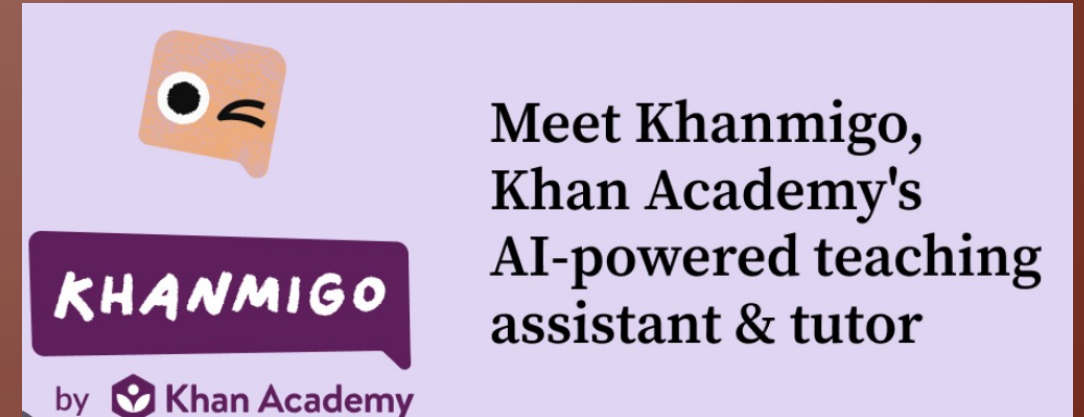 KHANMIGO
by Khan Academy
Meet Khanmigo,
Khan Academy's
AI-powered teaching
assistant & tutor